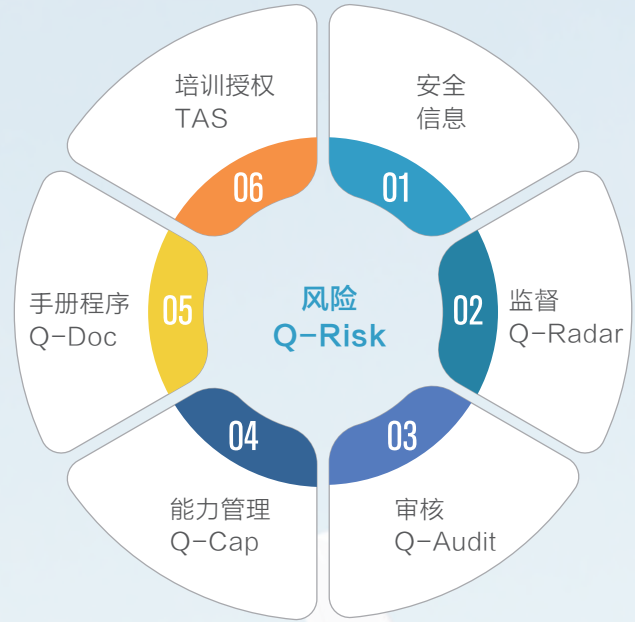 安全
信息
01
监督
Q-Radar
02
审核
Q-Audit
03
能力管理
Q-Cap
04
手册程序
Q-Doc
05
培训授权
TAS
06
风险
Q-Risk